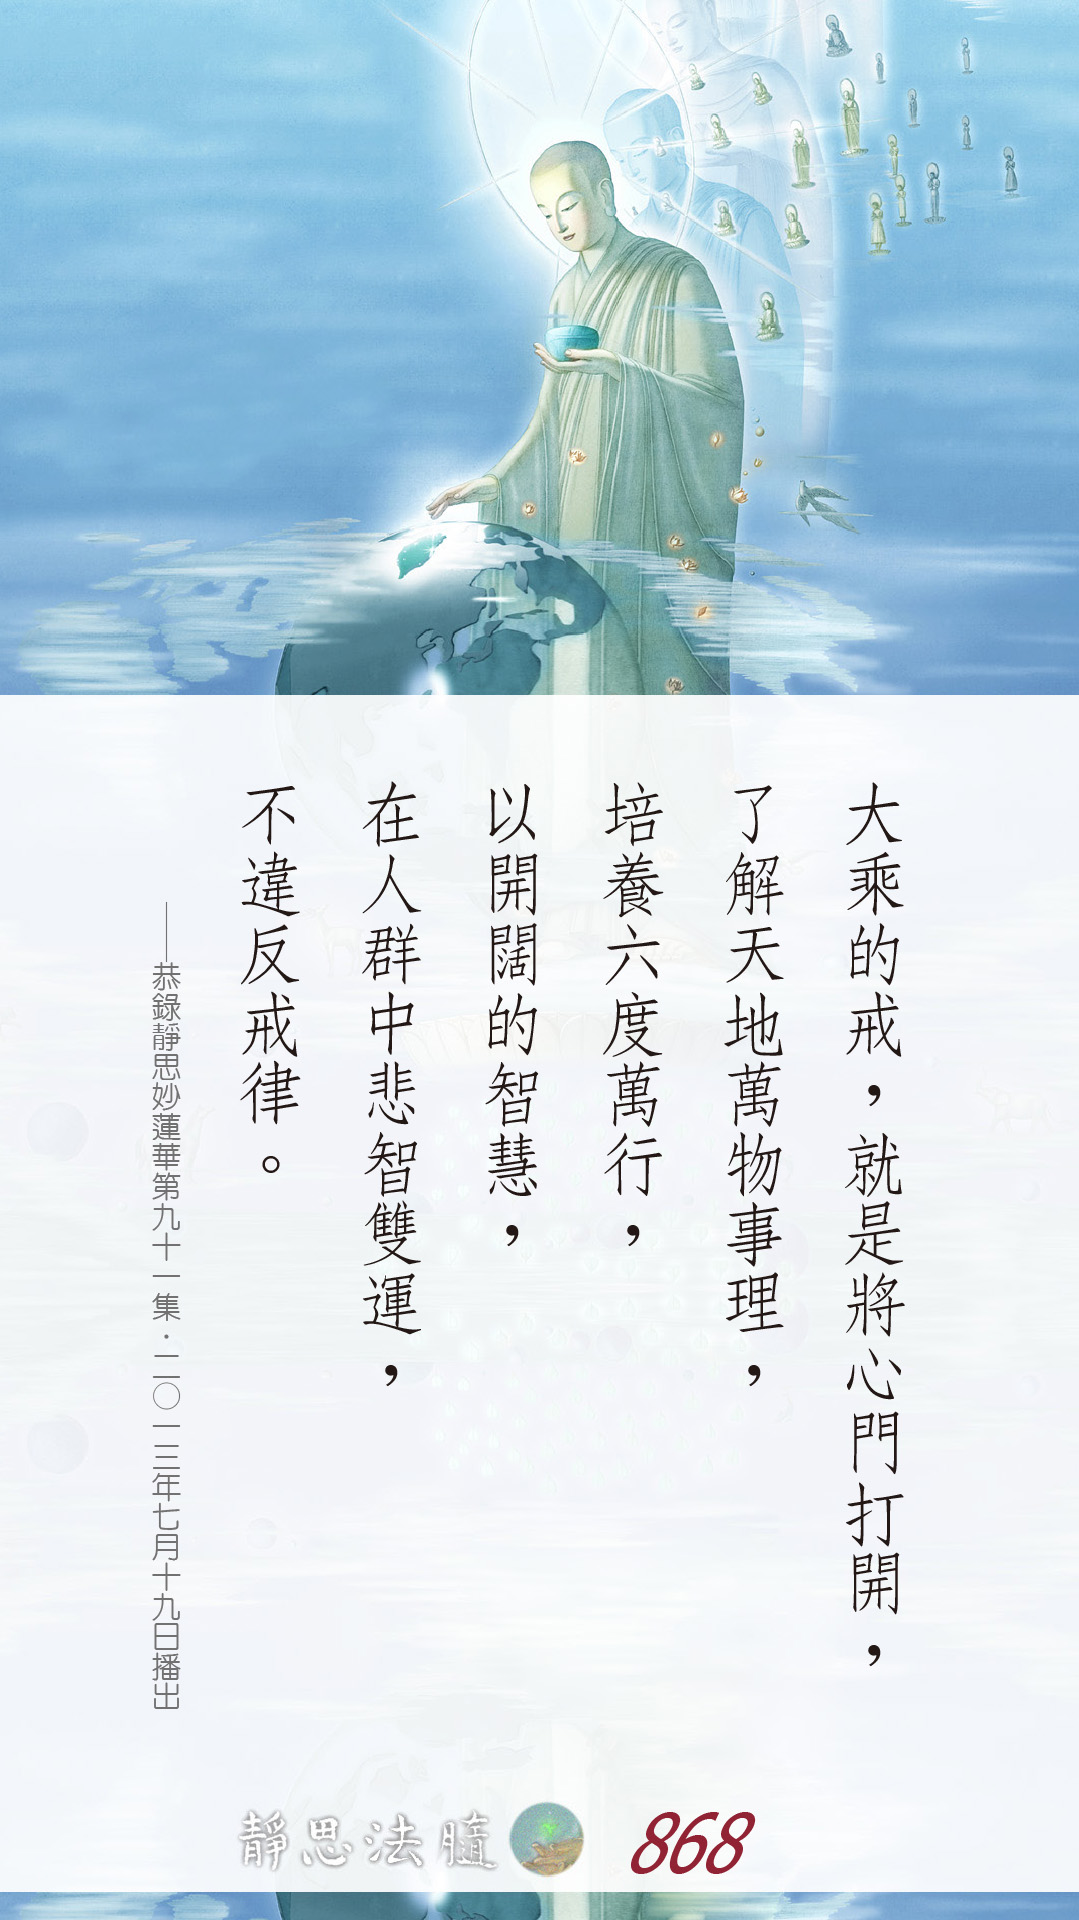 大乘的戒，就是將心門打開，
了解天地萬物事理，
培養六度萬行，
以開闊的智慧，
在人群中悲智雙運，
不違反戒律。
——恭錄靜思妙蓮華第九十一集·二〇一三年七月十九日播出
靜思法髓 868